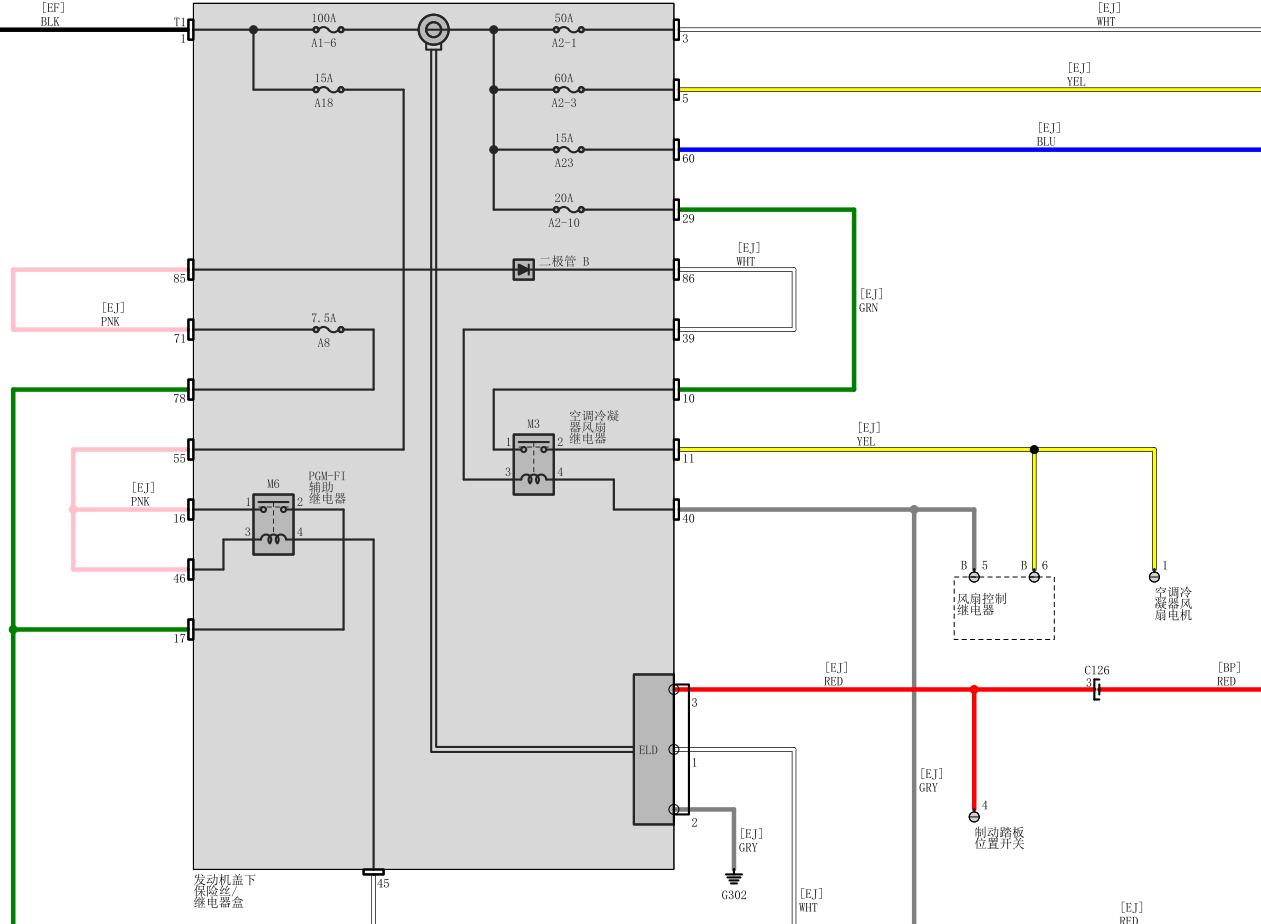 [EF]
BLK
T1
1
100A
A1-6
50A
A2-1
3
[EJ]
WHT
15A
A18
60A
A2-3
5
[EJ]
YEL
15A
A23
60
[EJ]
BLU
20A
A2-10
29
85
二极管 B
86
[EJ]
WHT
[EJ]
PNK
71
7.5A
A8
39
[EJ]
GRN
78
10
55
M3
空调冷凝
器风扇
继电器
1
2
3
4
11
[EJ]
YEL
[EJ]
PNK
16
M6
PGM-FI
辅助
继电器
1
2
3
4
40
46
17
B
5
B
6
1
风扇控制
继电器
空调冷
凝器风
扇电机
[EJ]
RED
C126
3
[BP]
RED
3
ELD
1
2
[EJ]
GRY
4
制动踏板
位置开关
[EJ]
GRY
G302
[EJ]
WHT
发动机盖下
保险丝/
继电器盒
45
[EJ]
RED